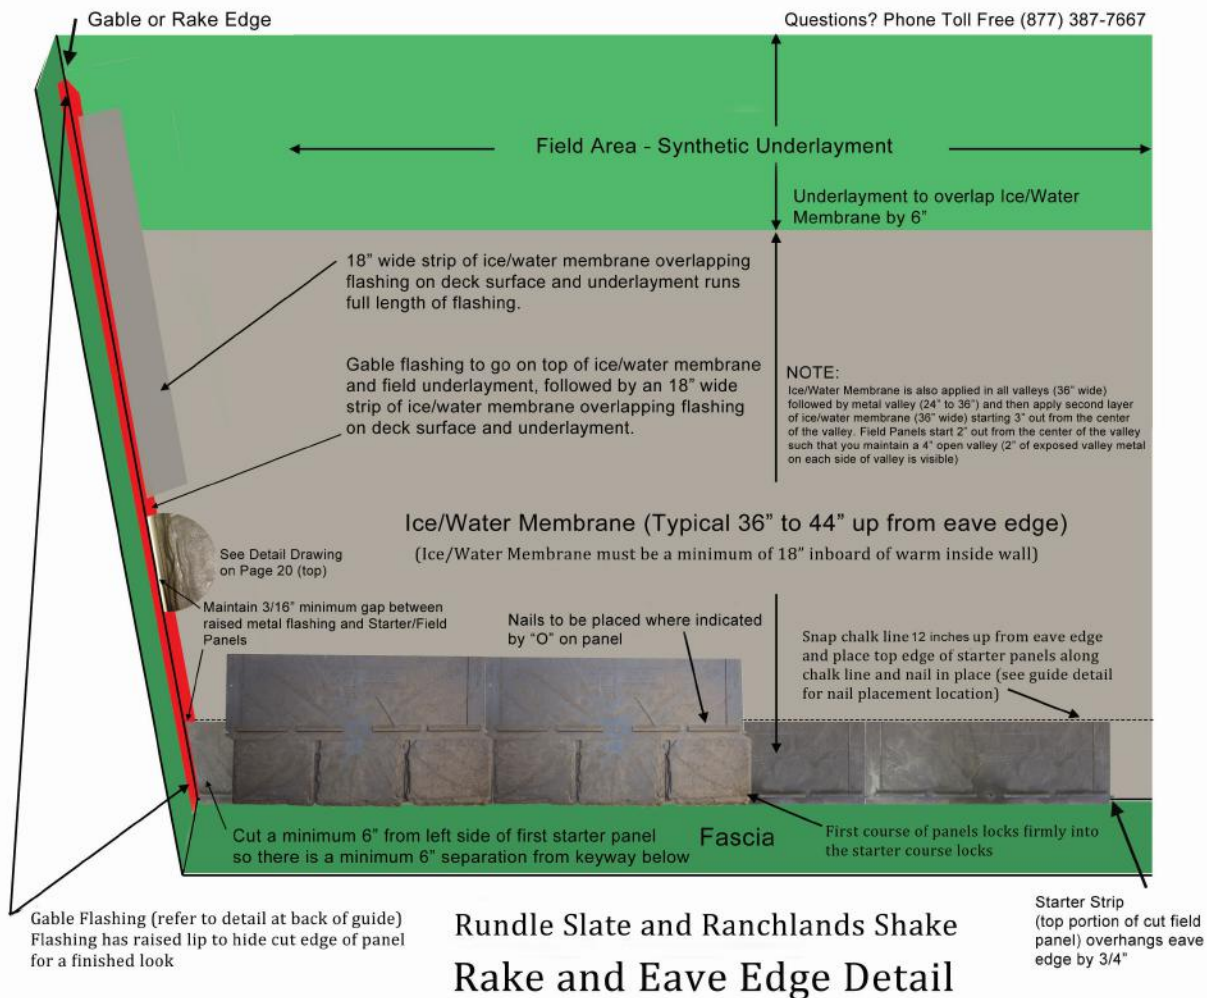 Gable or Rake Edge
Questions? Phone Toll Free (877) 387-7667
Field Area - Synthetic Underlayment
Underlayment to overlap Ice/Water
Membrane by 6”
18” wide strip of ice/water membrane overlapping
flashing on deck surface and underlayment runs
full length of flashing.
Gable flashing to go on top of ice/water membrane
and field underlayment, followed by an 18” wide
strip of ice/water membrane overlapping flashing
on deck surface and underlayment.
NOTE:
Ice/Water Membrane is also applied in all valleys (36” wide)
followed by metal valley (24” to 36”) and then apply second layer
of ice/water membrane (36” wide) starting 3” out from the center
of the valley. Field Panels start 2” out from the center of the valley
such that you maintain a 4” open valley (2” of exposed valley metal
on each side of valley is visible)
Ice/Water Membrane (Typical 36” to 44” up from eave edge)
(Ice/Water Membrane must be a minimum of 18” inboard of warm inside wall)
See Detail Drawing
on Page 20 (top)
Maintain 3/16” minimum gap between
raised metal flashing and Starter/Field
Panels
Nails to be placed where indicated
by “O” on panel
Snap chalk line 12 inches up from eave edge
and place top edge of starter panels along
chalk line and nail in place (see guide detail
for nail placement location)
Cut a minimum 6” from left side of first starter panel
so there is a minimum 6” separation from keyway below
Fascia
First course of panels locks firmly into
the starter course locks
Gable Flashing (refer to detail at back of guide)
Flashing has raised lip to hide cut edge of panel
for a finished look
Starter Strip
(top portion of cut field
panel) overhangs eave
edge by 3/4”
Rundle Slate and Ranchlands Shake
Rake and Eave Edge Detail